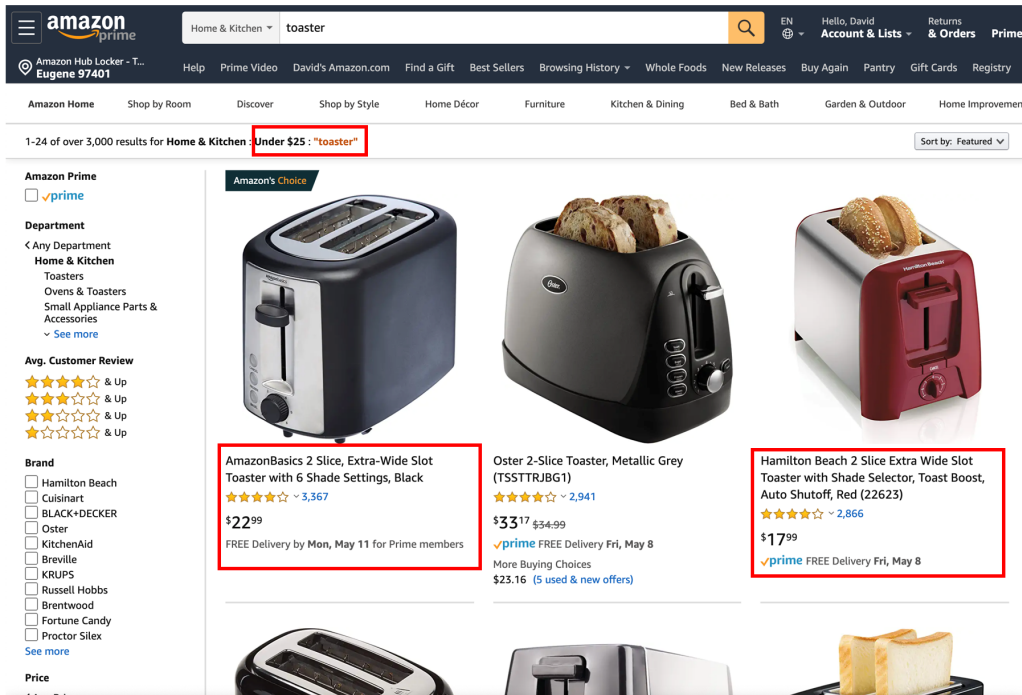 amazon
prime
Home & Kitchen
toaster
EN
Hello, David
Account & Lists
Returns
& Orders
Prime
Amazon Hub Locker - T...
Eugene 97401
Help
Prime Video
David's Amazon.com
Find a Gift
Best Sellers
Browsing History
Whole Foods
New Releases
Buy Again
Pantry
Gift Cards
Registry
Amazon Home
Shop by Room
Discover
Shop by Style
Home Décor
Furniture
Kitchen & Dining
Bed & Bath
Garden & Outdoor
Home Improvemen
1-24 of over 3,000 results for Home & Kitchen : Under $25 : "toaster"
Sort by: Featured
Amazon Prime
prime
Department
Any Department
Home & Kitchen
Toasters
Ovens & Toasters
Small Appliance Parts &
Accessories
See more
Avg. Customer Review
& Up
& Up
& Up
& Up
Brand
Hamilton Beach
Cuisinart
BLACK+DECKER
Oster
KitchenAid
Breville
KRUPS
Russell Hobbs
Brentwood
Fortune Candy
Proctor Silex
See more
Price
Amazon's Choice
AmazonBasics 2 Slice, Extra-Wide Slot
Toaster with 6 Shade Settings, Black
3,367
$2299
FREE Delivery by Mon, May 11 for Prime members
Oster
Oster 2-Slice Toaster, Metallic Grey
(TSSTTRJBG1)
2,941
$3317 $34.99
prime FREE Delivery Fri, May 8
More Buying Choices
$23.16 (5 used & new offers)
Hamilton Beach
Hamilton Beach 2 Slice Extra Wide Slot
Toaster with Shade Selector, Toast Boost,
Auto Shutoff, Red (22623)
2,866
$1799
prime FREE Delivery Fri, May 8